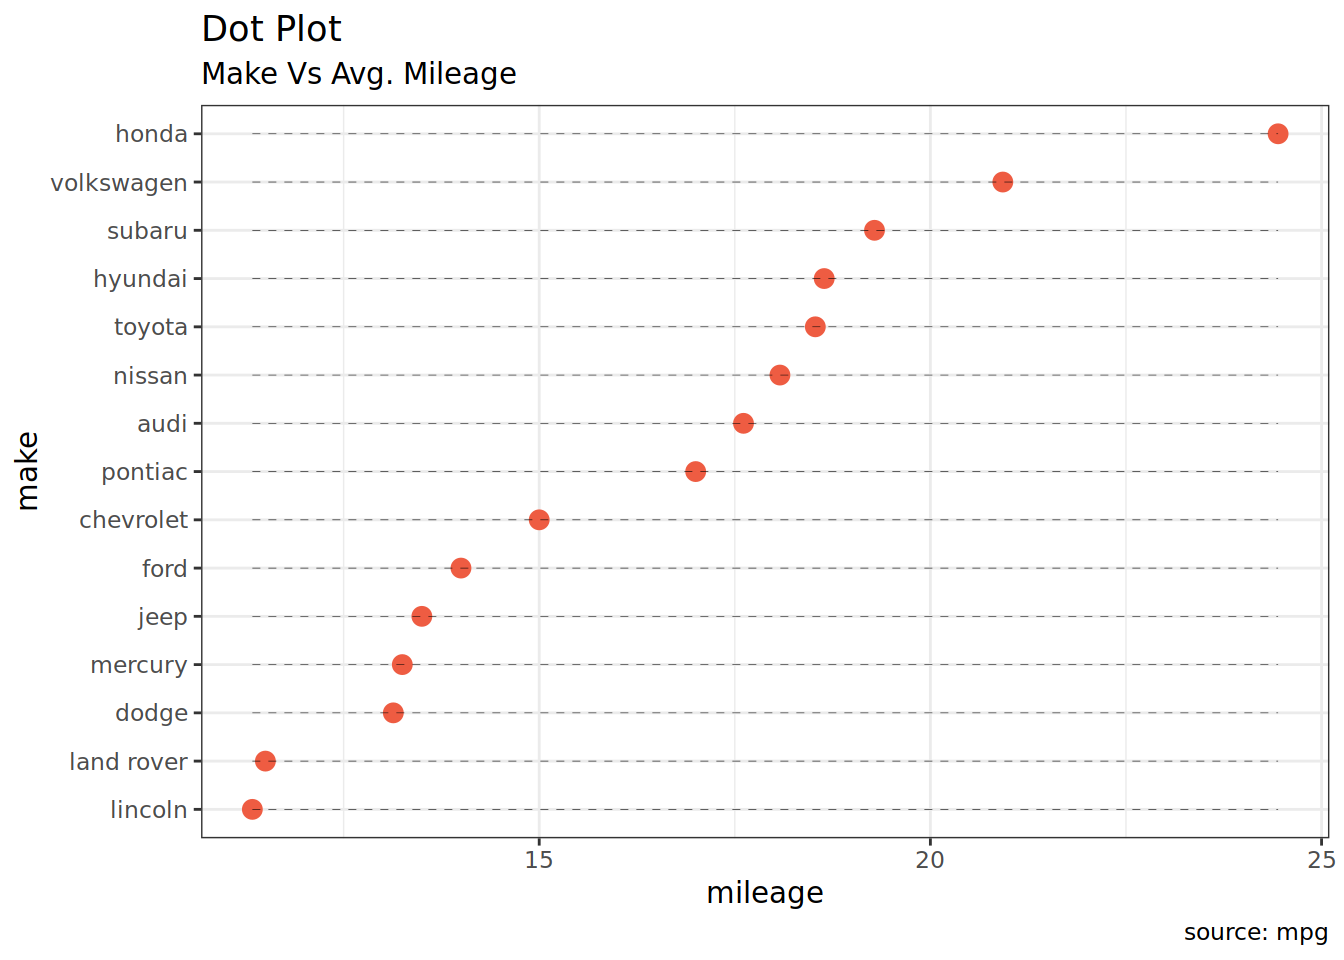 Dot Plot
Make Vs Avg. Mileage
honda
volkswagen
subaru
hyundai
toyota
nissan
audi
pontiac
chevrolet
ford
jeep
mercury
dodge
land rover
lincoln
make
15 20 25
mileage
source: mpg